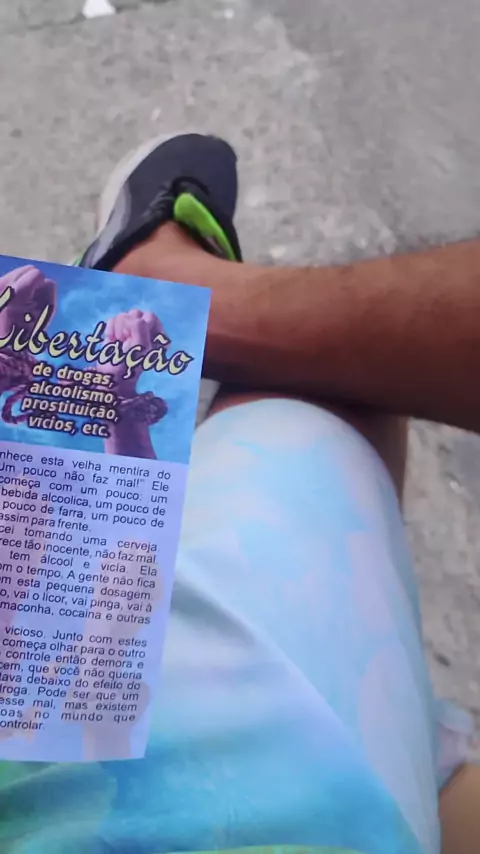 Libertação
de drogas,
alcoolismo,
prostituição,
vícios, etc.
nhece esta velha mentira do
Um pouco não faz mal!" Ele
começa com um pouco: um
bebida alcoolica, um pouco de
pouco de farra, um pouco de
assim para frente.
cei tomando uma cerveja
rece tão inocente, não faz mal.
tem álcool e vicia. Ela
om o tempo. A gente não fica
m esta pequena dosagem.
o, vai o licor, vai pinga, vai à
maconha, cocaína e outras
vicioso. Junto com estes
começa olhar para o outro
controle então demora e
cem, que você não queria
tava debaixo do efeito do
droga. Pode ser que um
esse mal, mas existem
oas no mundo que
ontrolar.